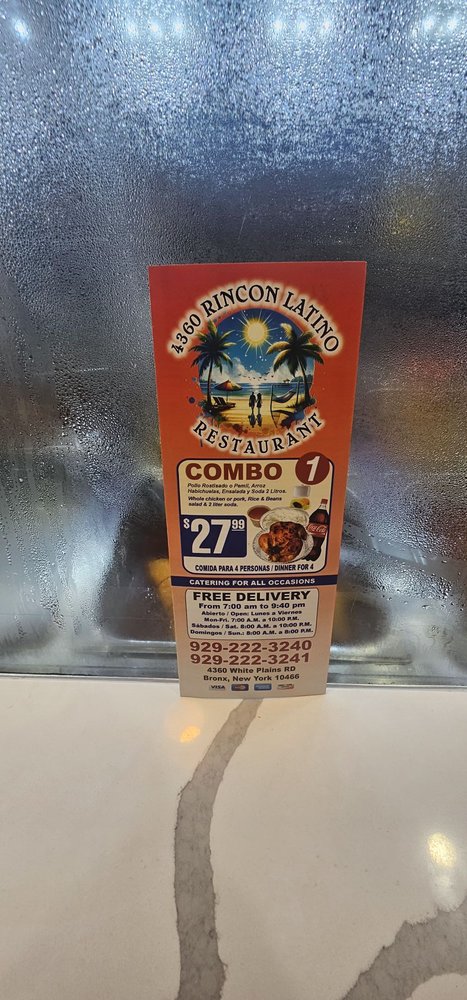 4360 RINCON LATINO
RESTAURANT
COMBO 1
Pollo Rostisado o Pernil, Arroz
Habichuelas, Ensalada y Soda 2 Litros.
Whole chicken or pork, Rice & Beans
salad & 2 liter soda.
$27.99
Coca-Cola
COMIDA PARA 4 PERSONAS / DINNER FOR 4
CATERING FOR ALL OCCASIONS
FREE DELIVERY
From 7:00 am to 9:40 pm
Abierto / Open: Lunes a Viernes
Mon-Fri. 7:00 A.M. a 10:00 P.M.
Sábados / Sat. 8:00 A.M. a 10:00 P.M.
Domingos / Sun.: 8:00 A.M. a 8:00 P.M.
929-222-3240
929-222-3241
4360 White Plains RD
Bronx, New York 10466
VISA